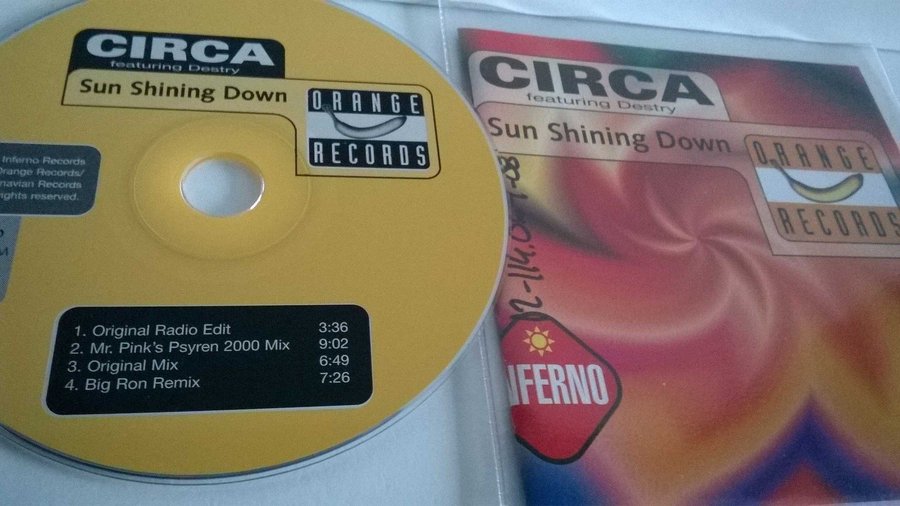 CIRCA
featuring Destry
Sun Shining Down
ORANGE
RECORDS
Inferno Records
Orange Records/
navian Records
rights reserved.
1. Original Radio Edit 3:36
2. Mr. Pink's Psyren 2000 Mix 9:02
3. Original Mix 6:49
4. Big Ron Remix 7:26
CIRCA
featuring Destry
Sun Shining Down
ORANGE
RECORDS
INFERNO